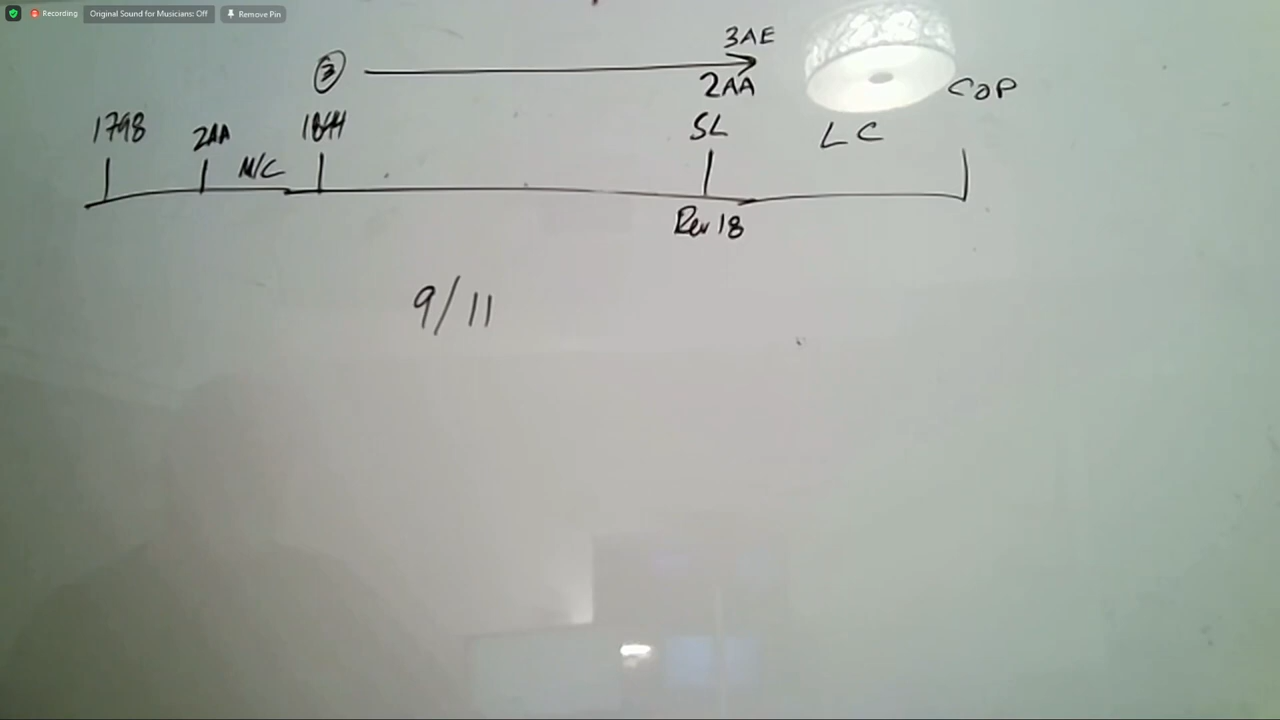 Recording Original Sound for Musicians: Off Remove Pin
3AE
3
2AA
COP
1798 2AA 1844 SL LC
M/C
Rev 18
9/11